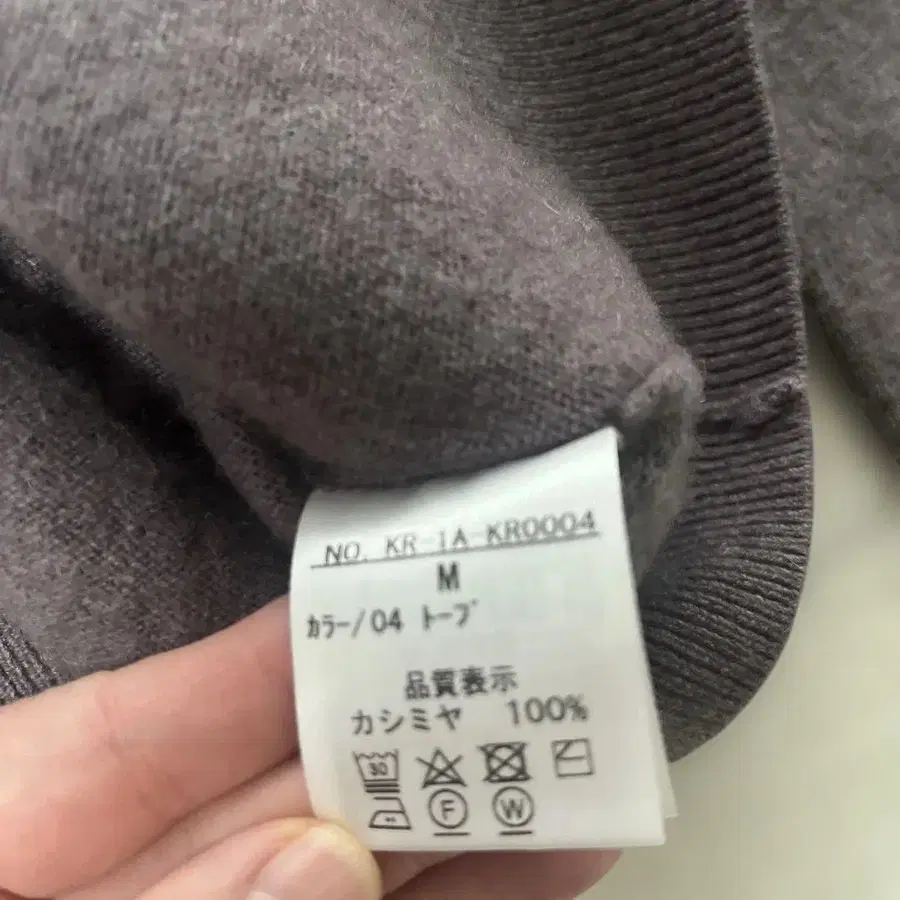 NO. KR-1A-KR0004
M
ｶﾗｰ/04 ﾄｰﾌﾟ
品質表示
カシミヤ 100%
30
F W